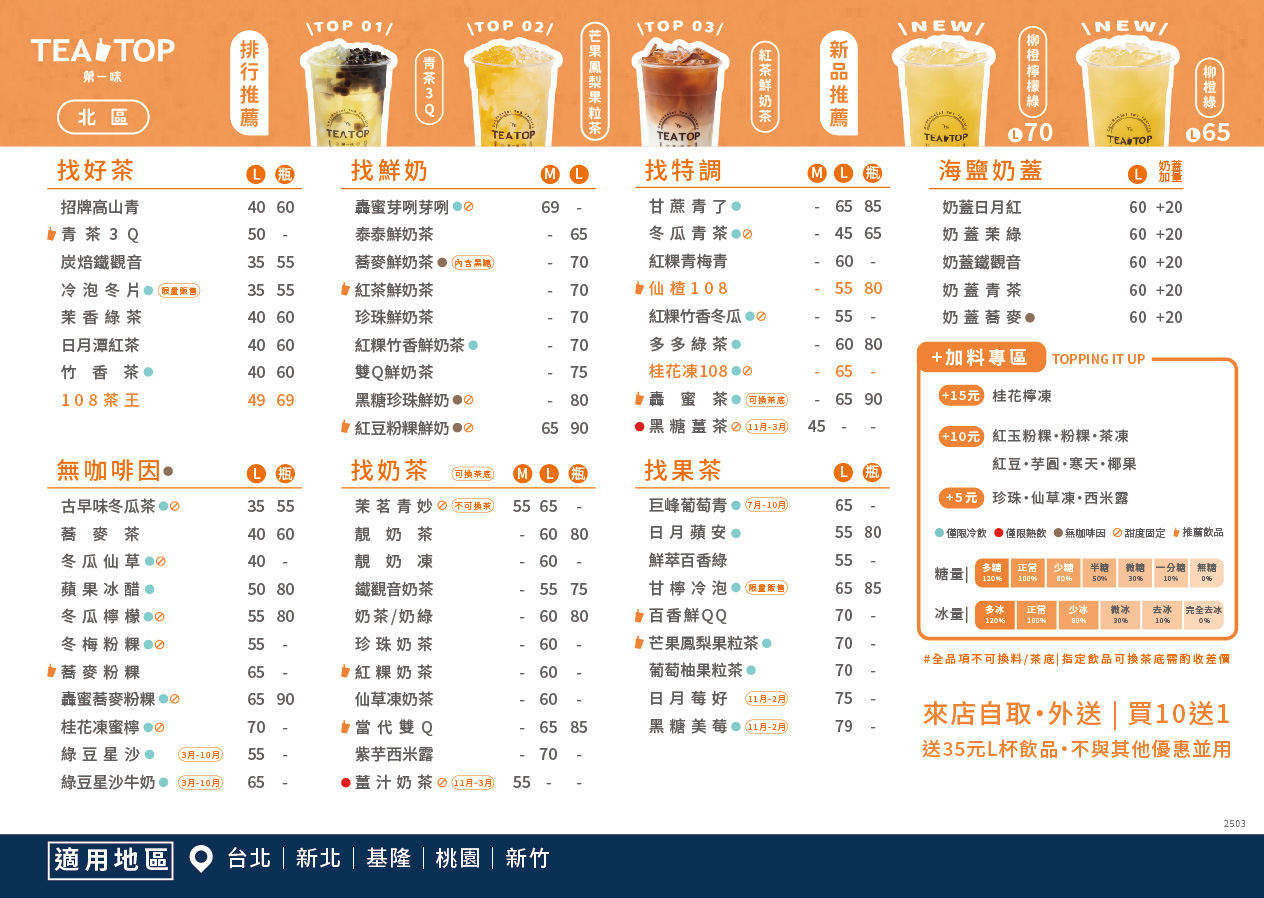 TEATOP
第一味
北區
排行推薦
TOP 01
青茶3Q
TOP 02
芒果鳳梨果粒茶
TOP 03
紅茶鮮奶茶
新品推薦
NEW
柳橙檸檬綠
L70
NEW
柳橙綠
L65
TEATOP
TEATOP
TEATOP
TEATOP
TEATOP
找好茶 L 瓶
招牌高山青 40 60
青茶3Q 50 -
炭焙鐵觀音 35 55
冷泡冬片 限量販售 35 55
茉香綠茶 40 60
日月潭紅茶 40 60
竹香茶 40 60
108茶王 49 69
無咖啡因 L 瓶
古早味冬瓜茶 35 55
蕎麥茶 40 60
冬瓜仙草 40 -
蘋果冰醋 50 80
冬瓜檸檬 55 80
冬梅粉粿 55 -
蕎麥粉粿 65 -
轟蜜蕎麥粉粿 65 90
桂花凍蜜檸 70 -
綠豆星沙 3月-10月 55 -
綠豆星沙牛奶 3月-10月 65 -
找鮮奶 M L
轟蜜芽咧芽咧 69 -
泰泰鮮奶茶 - 65
蕎麥鮮奶茶 內含黑糖 - 70
紅茶鮮奶茶 - 70
珍珠鮮奶茶 - 70
紅粿竹香鮮奶茶 - 70
雙Q鮮奶茶 - 75
黑糖珍珠鮮奶 - 80
紅豆粉粿鮮奶 65 90
找奶茶 可換茶底 M L 瓶
茉茗青妙 不可換茶 55 65 -
靚奶茶 - 60 80
靚奶凍 - 60 -
鐵觀音奶茶 - 55 75
奶茶/奶綠 - 60 80
珍珠奶茶 - 60 -
紅粿奶茶 - 60 -
仙草凍奶茶 - 60 -
當代雙Q - 65 85
紫芋西米露 - 70 -
薑汁奶茶 11月-3月 55 - -
找特調 M L 瓶
甘蔗青了 - 65 85
冬瓜青茶 - 45 65
紅粿青梅青 - 60 -
仙楂108 - 55 80
紅粿竹香冬瓜 - 55 -
多多綠茶 - 60 80
桂花凍108 - 65 -
轟蜜茶 可換茶底 - 65 90
黑糖薑茶 11月-3月 45 - -
找果茶 L 瓶
巨峰葡萄青 7月-10月 65 -
日月蘋安 55 80
鮮萃百香綠 55 -
甘檸冷泡 限量販售 65 85
百香鮮QQ 70 -
芒果鳳梨果粒茶 70 -
葡萄柚果粒茶 70 -
日月莓好 11月-2月 75 -
黑糖美莓 11月-2月 79 -
海鹽奶蓋 L 奶蓋加量
奶蓋日月紅 60 +20
奶蓋茉綠 60 +20
奶蓋鐵觀音 60 +20
奶蓋青茶 60 +20
奶蓋蕎麥 60 +20
+加料專區 TOPPING IT UP
+15元 桂花檸凍
+10元 紅玉粉粿•粉粿•茶凍
紅豆•芋圓•寒天•椰果
+5元 珍珠•仙草凍•西米露
僅限冷飲 僅限熱飲 無咖啡因 甜度固定 推薦飲品
糖量| 多糖 120% 正常 100% 少糖 80% 半糖 50% 微糖 30% 一分糖 10% 無糖 0%
冰量| 多冰 120% 正常 100% 少冰 80% 微冰 30% 去冰 10% 完全去冰 0%
#全品項不可換料/茶底|指定飲品可換茶底需酌收差價
來店自取•外送｜買10送1
送35元L杯飲品•不與其他優惠並用
2503
適用地區 台北｜新北｜基隆｜桃園｜新竹